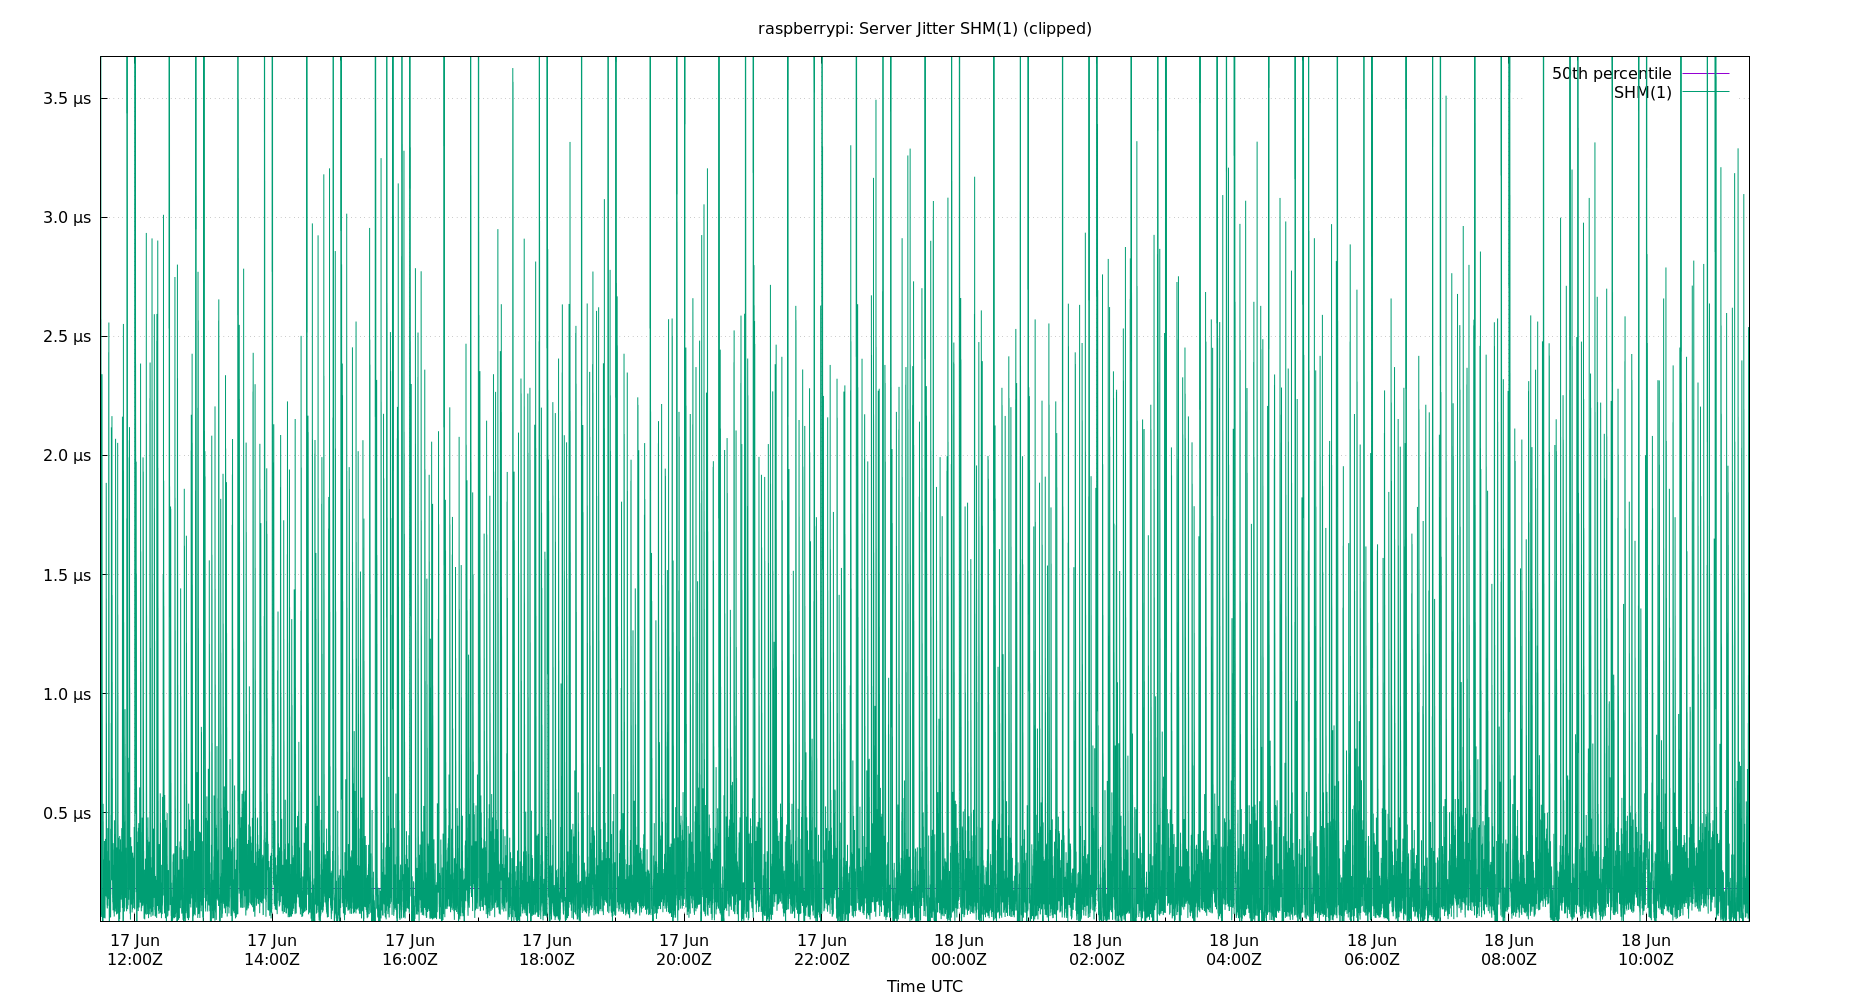 raspberrypi: Server Jitter SHM(1) (clipped)
50th percentile
SHM(1)
3.5 µs
3.0 µs
2.5 µs
2.0 µs
1.5 µs
1.0 µs
0.5 µs
17 Jun 17 Jun 17 Jun 17 Jun 17 Jun 17 Jun 18 Jun 18 Jun 18 Jun 18 Jun 18 Jun 18 Jun
12:00Z 14:00Z 16:00Z 18:00Z 20:00Z 22:00Z 00:00Z 02:00Z 04:00Z 06:00Z 08:00Z 10:00Z
Time UTC